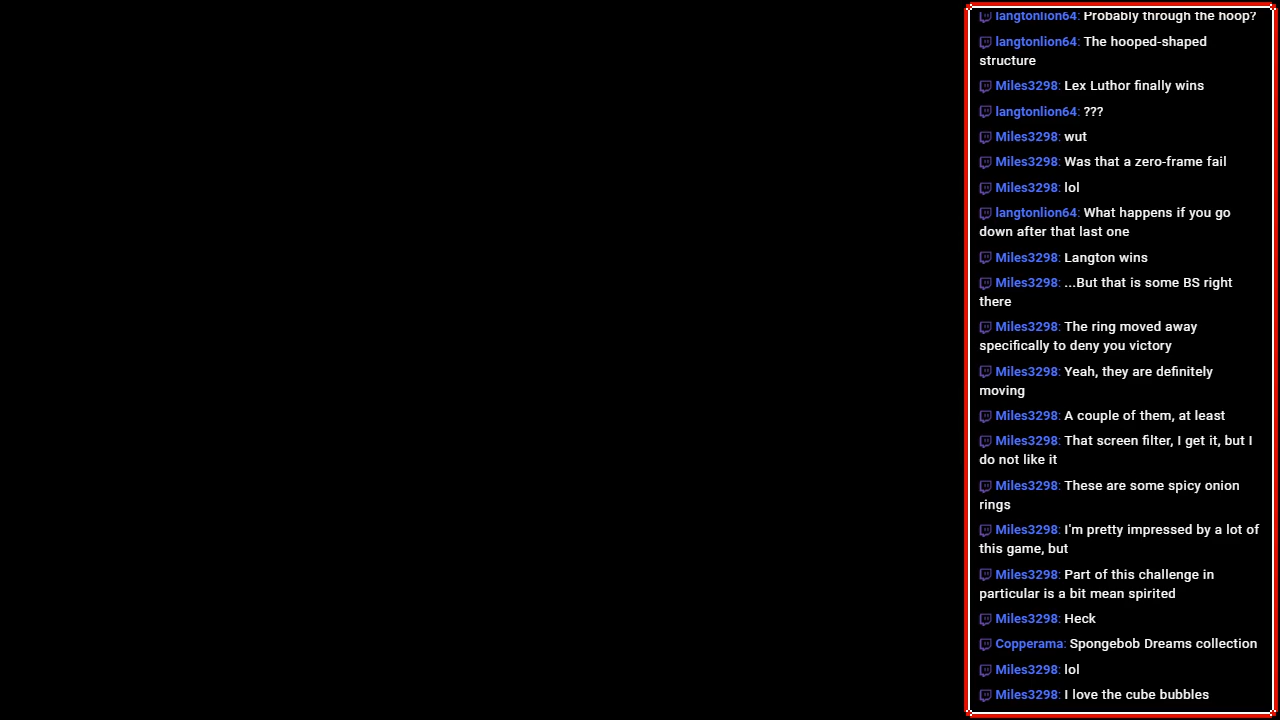 langtonlion64: Probably through the hoop?
langtonlion64: The hooped-shaped
structure
Miles3298: Lex Luthor finally wins
langtonlion64: ???
Miles3298: wut
Miles3298: Was that a zero-frame fail
Miles3298: lol
langtonlion64: What happens if you go
down after that last one
Miles3298: Langton wins
Miles3298: ...But that is some BS right
there
Miles3298: The ring moved away
specifically to deny you victory
Miles3298: Yeah, they are definitely
moving
Miles3298: A couple of them, at least
Miles3298: That screen filter, I get it, but I
do not like it
Miles3298: These are some spicy onion
rings
Miles3298: I'm pretty impressed by a lot of
this game, but
Miles3298: Part of this challenge in
particular is a bit mean spirited
Miles3298: Heck
Copperama: Spongebob Dreams collection
Miles3298: lol
Miles3298: I love the cube bubbles